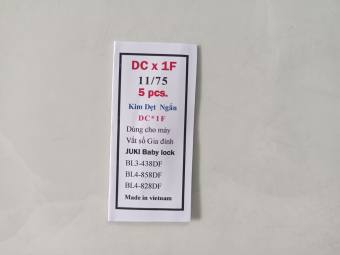 DC x 1F
11/75
5 pcs.
Kim Dẹt Ngắn
DC*1F
Dùng cho máy
Vắt sổ Gia đình
JUKI Baby lock
BL3-438DF
BL4-858DF
BL4-828DF
Made in vietnam